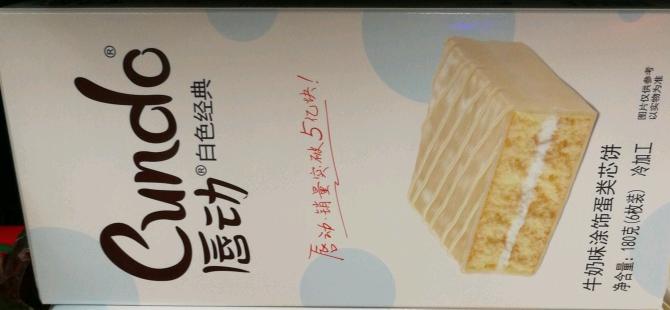 Cundo®
唇动®白色经典
唇动·销量突破5亿块!
牛奶味涂饰蛋类芯饼
净含量:180克(6枚装) 冷加工
图片仅供参考
以实物为准